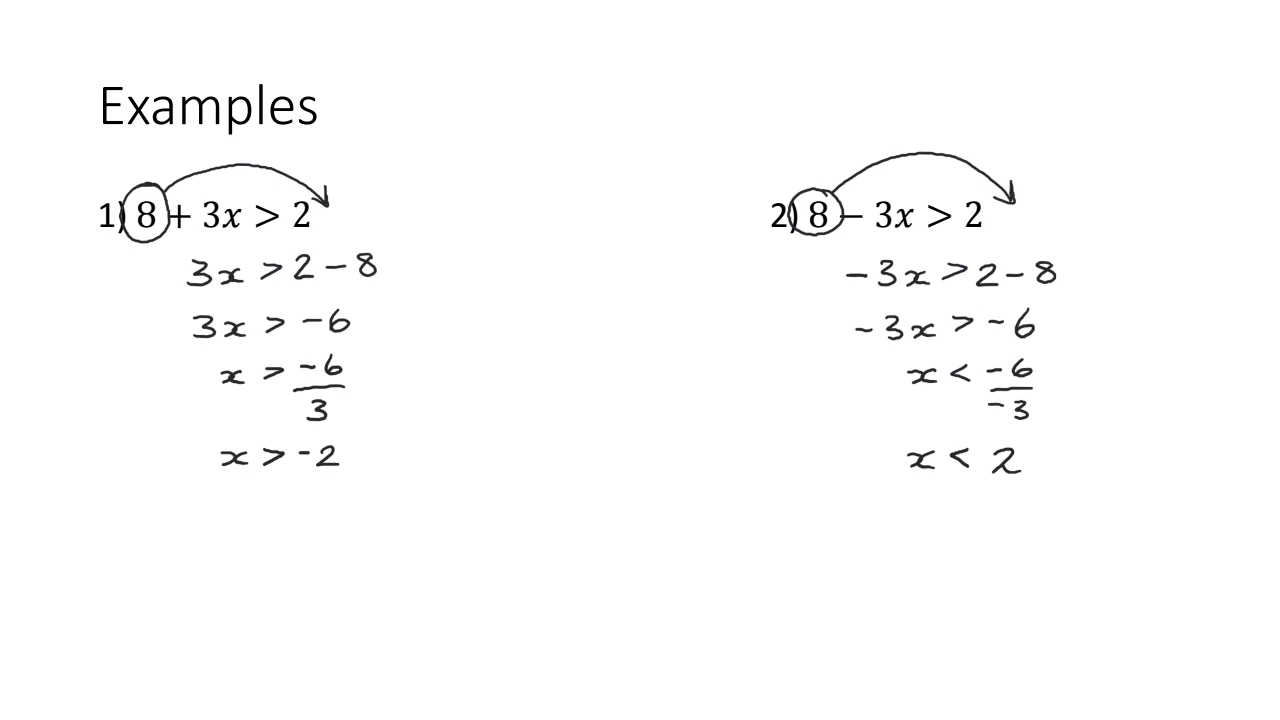 Examples
1) 8 + 3x > 2
3x > 2 - 8
3x > -6
x > -6/3
x > -2
2) 8 − 3x > 2
-3x > 2 - 8
-3x > -6
x < -6/-3
x < 2